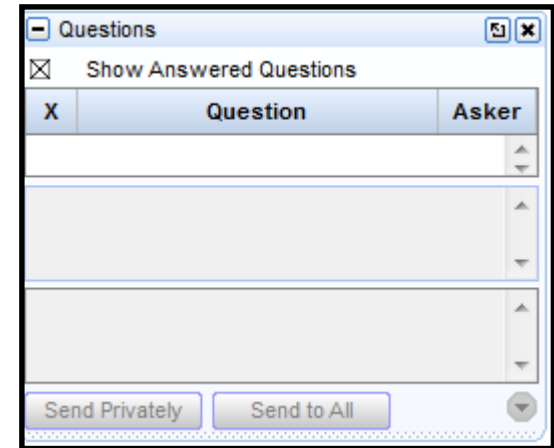 Questions
Show Answered Questions
X Question Asker
Send Privately Send to All